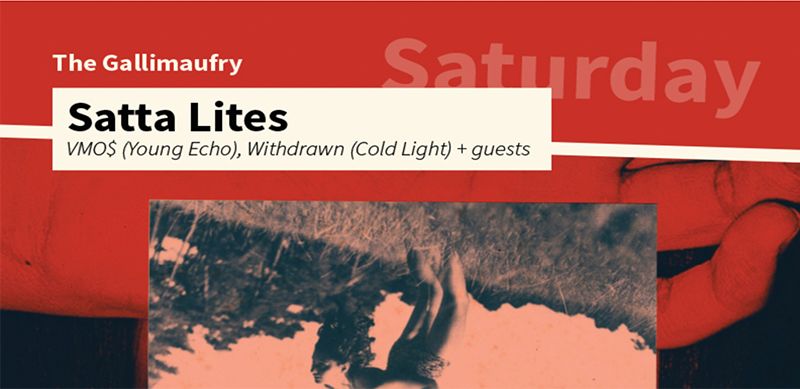 Saturday
The Gallimaufry
Satta Lites
VMO$ (Young Echo), Withdrawn (Cold Light) + guests